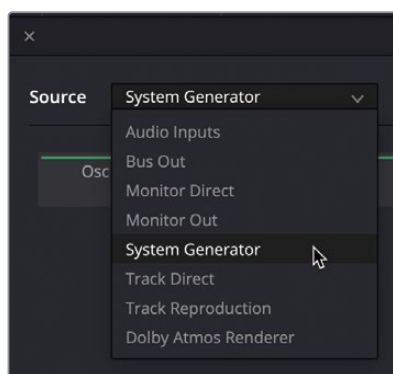 ×
Source System Generator
Audio Inputs
Osc Bus Out
Monitor Direct
Monitor Out
System Generator
Track Direct
Track Reproduction
Dolby Atmos Renderer